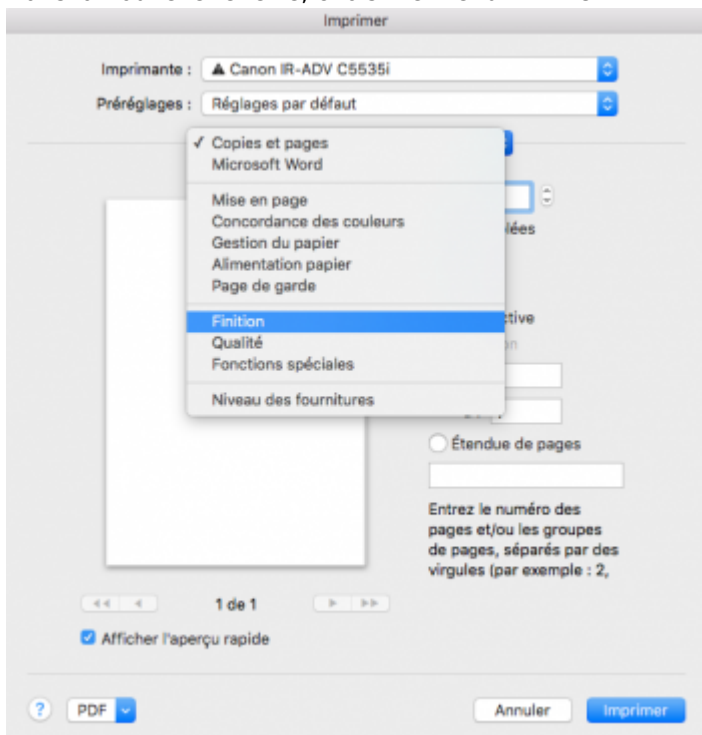 Imprimer
Imprimante : ▲ Canon IR-ADV C5535i
Préréglages : Réglages par défaut
✓ Copies et pages
Microsoft Word
Mise en page
Concordance des couleurs
Gestion du papier
Alimentation papier
Page de garde
Finition
Qualité
Fonctions spéciales
Niveau des fournitures
Étendue de pages
Entrez le numéro des
pages et/ou les groupes
de pages, séparés par des
virgules (par exemple : 2,
1 de 1
Afficher l'aperçu rapide
? PDF
Annuler
Imprimer